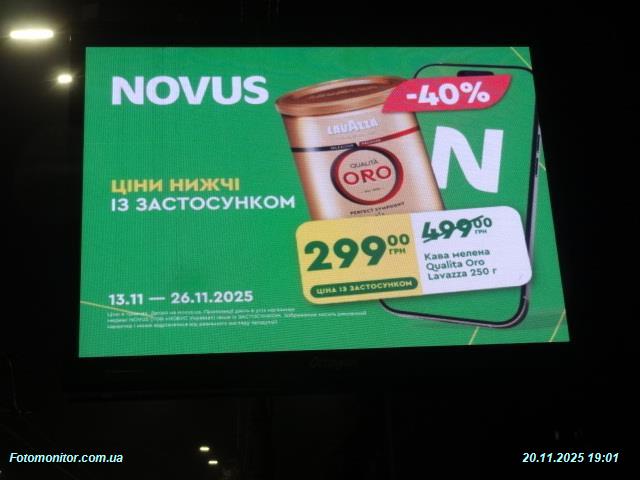 NOVUS
-40%
LAVAZZA
QUALITÀ
ORO
PERFECT SYMPHONY
N
ЦІНИ НИЖЧІ
ІЗ ЗАСТОСУНКОМ
299 00 ГРН
499 00 ГРН
ЦІНА ІЗ ЗАСТОСУНКОМ
Кава мелена
Qualita Oro
Lavazza 250 г
13.11 — 26.11.2025
Fotomonitor.com.ua
20.11.2025 19:01